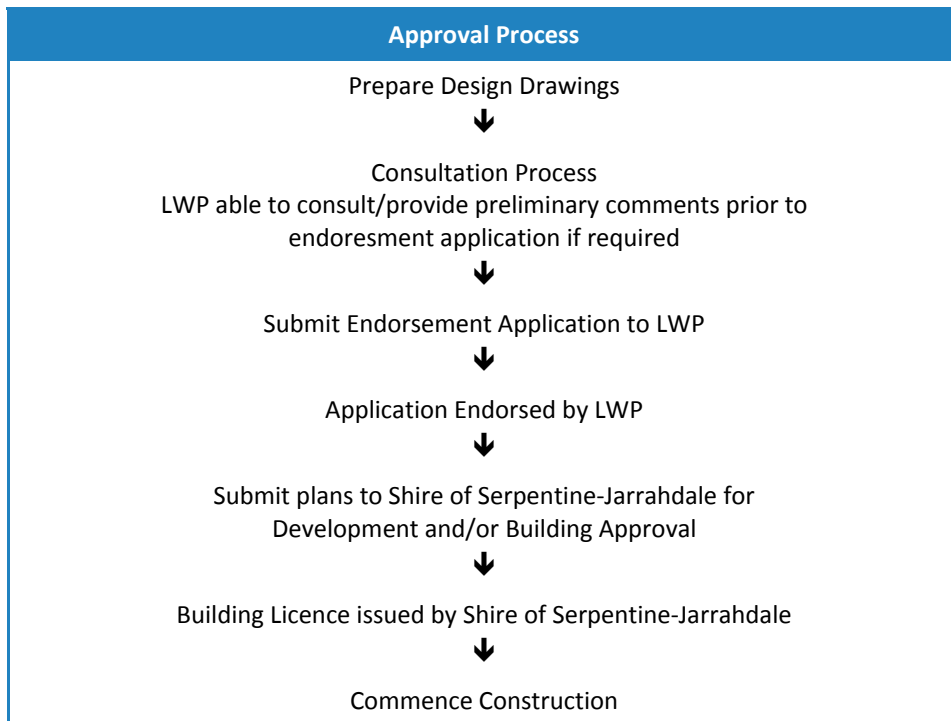 Approval Process
Prepare Design Drawings
Consultation Process
LWP able to consult/provide preliminary comments prior to
endoresment application if required
Submit Endorsement Application to LWP
Application Endorsed by LWP
Submit plans to Shire of Serpentine-Jarrahdale for
Development and/or Building Approval
Building Licence issued by Shire of Serpentine-Jarrahdale
Commence Construction